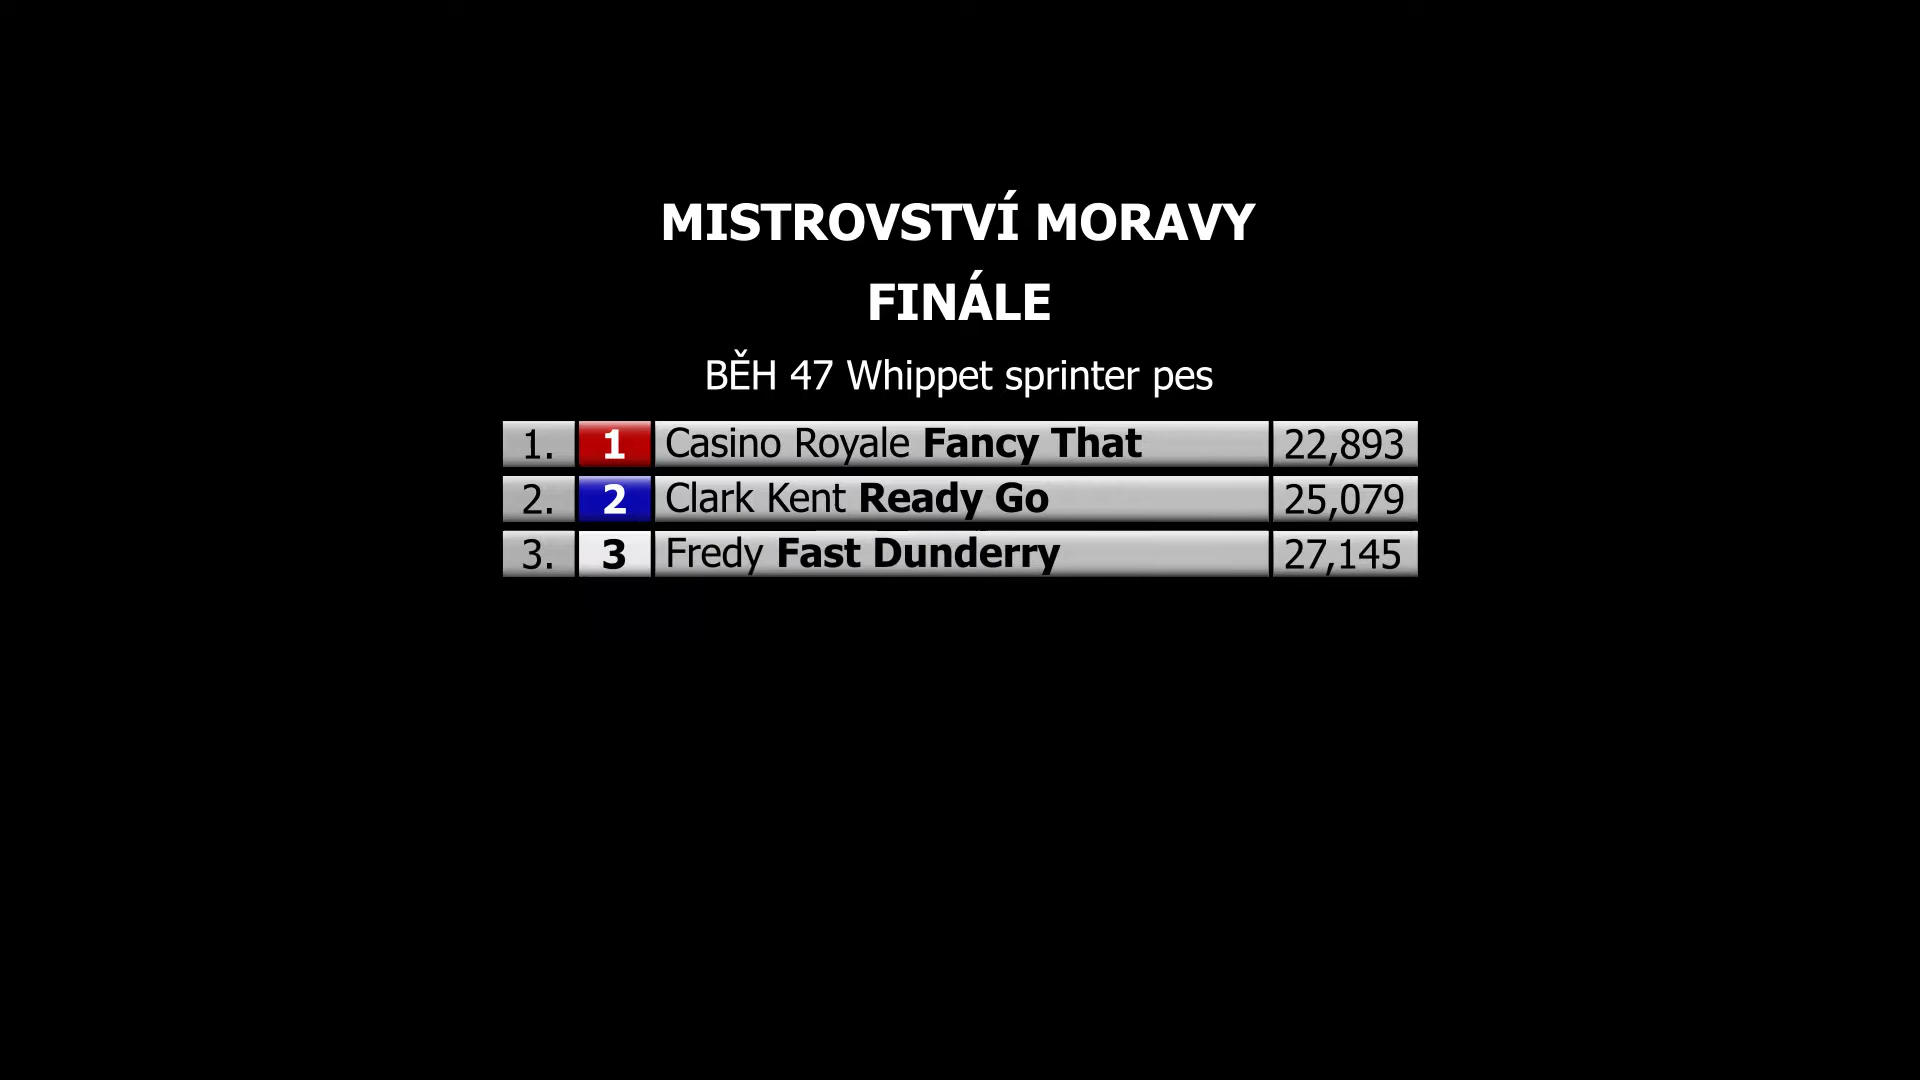 MISTROVSTVÍ MORAVY
FINÁLE
BĚH 47 Whippet sprinter pes
1. 1 Casino Royale Fancy That 22,893
2. 2 Clark Kent Ready Go 25,079
3. 3 Fredy Fast Dunderry 27,145